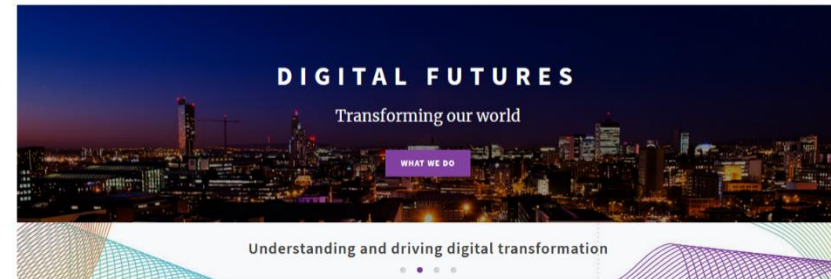 DIGITAL FUTURES
Transforming our world
WHAT WE DO
Understanding and driving digital transformation